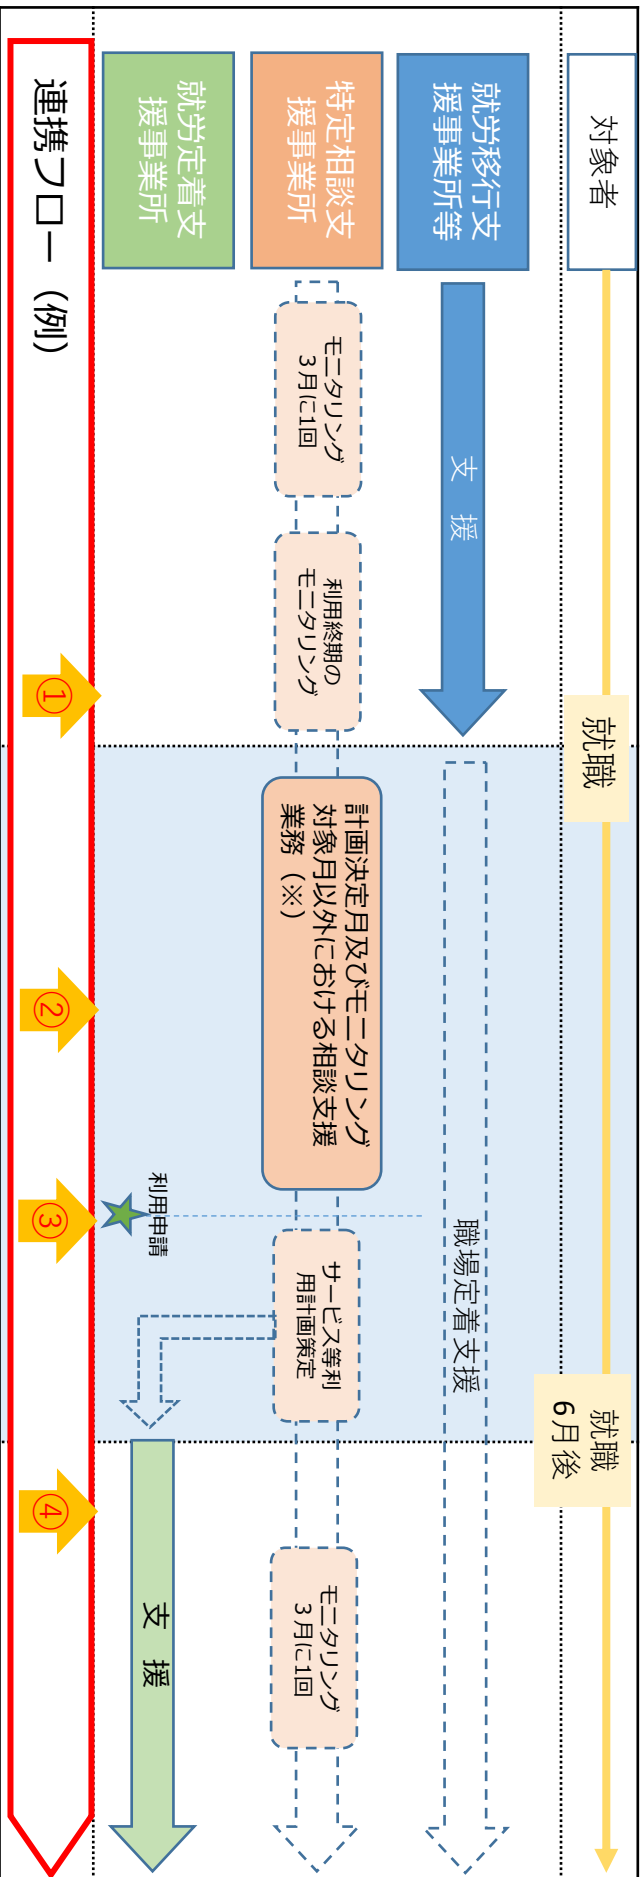 対象者
就職
就職
6月後
就労移行支
援事業所等
支　援
職場定着支援
特定相談支
援事業所
モニタリング
３月に1回
利用終期の
モニタリング
計画決定月及びモニタリング
対象月以外における相談支援
業務（※）
サービス等利
用計画策定
モニタリング
３月に1回
就労定着支
援事業所
利用申請
支　援
連携フロー（例）
①
②
③
④